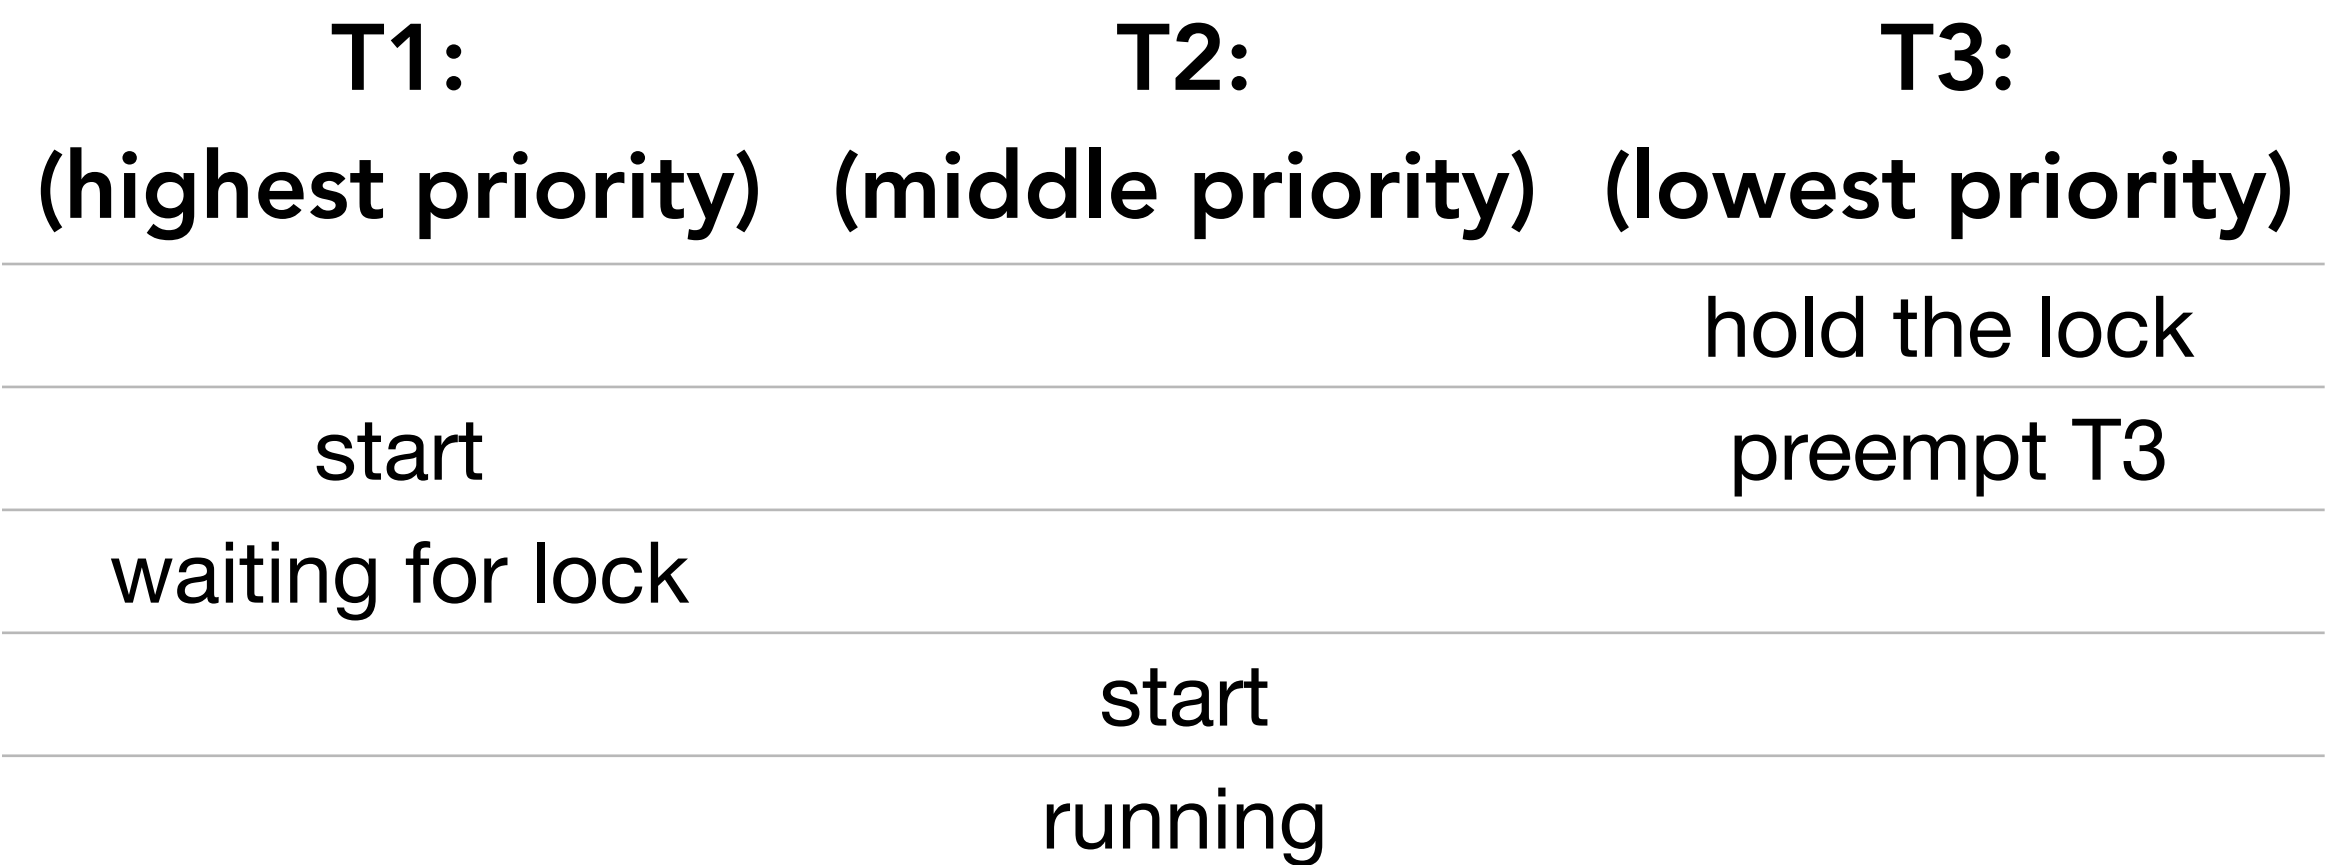 T1: T2: T3:
(highest priority) (middle priority) (lowest priority)
hold the lock
start preempt T3
waiting for lock
start
running